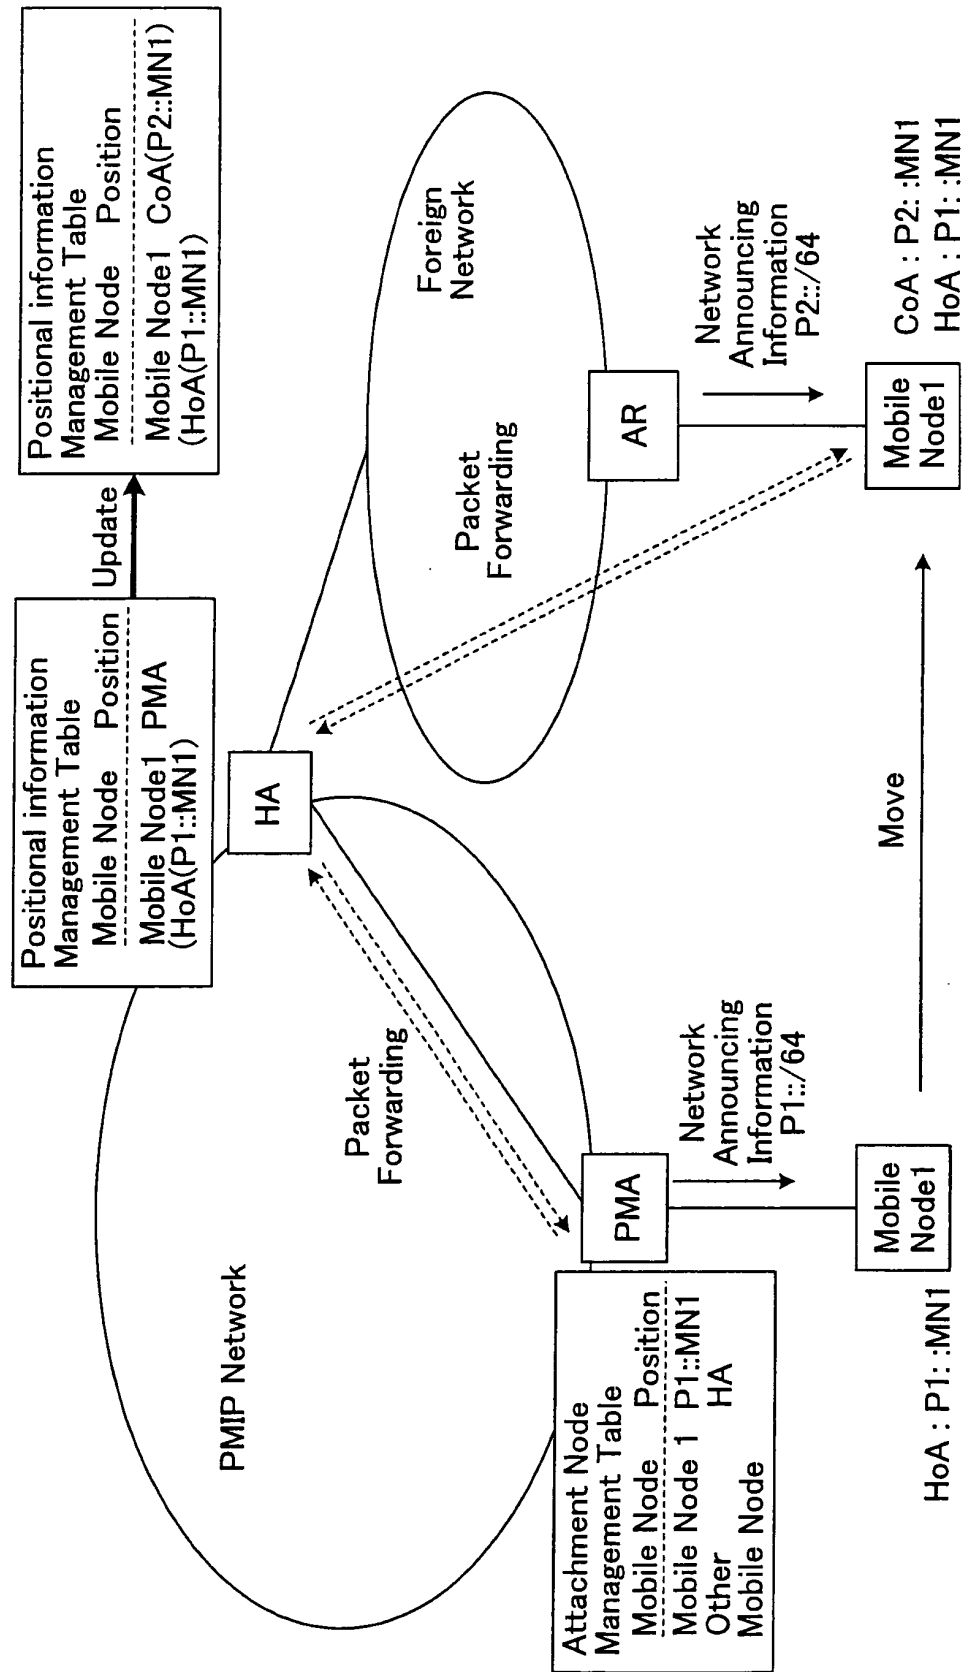 Positional information
Management Table
Mobile Node Position
Mobile Node1 PMA
(HoA(P1::MN1)
Update
Positional information
Management Table
Mobile Node Position
Mobile Node1 CoA(P2::MN1)
(HoA(P1::MN1)
HA
PMIP Network
Packet
Forwarding
Foreign
Network
Packet
Forwarding
Attachment Node
Management Table
Mobile Node Position
Mobile Node 1 P1::MN1
Other HA
Mobile Node
PMA
Network
Announcing
Information
P1::/64
AR
Network
Announcing
Information
P2::/64
HoA : P1: :MN1
Mobile
Node1
Move
Mobile
Node1
CoA : P2: :MN1
HoA : P1: :MN1